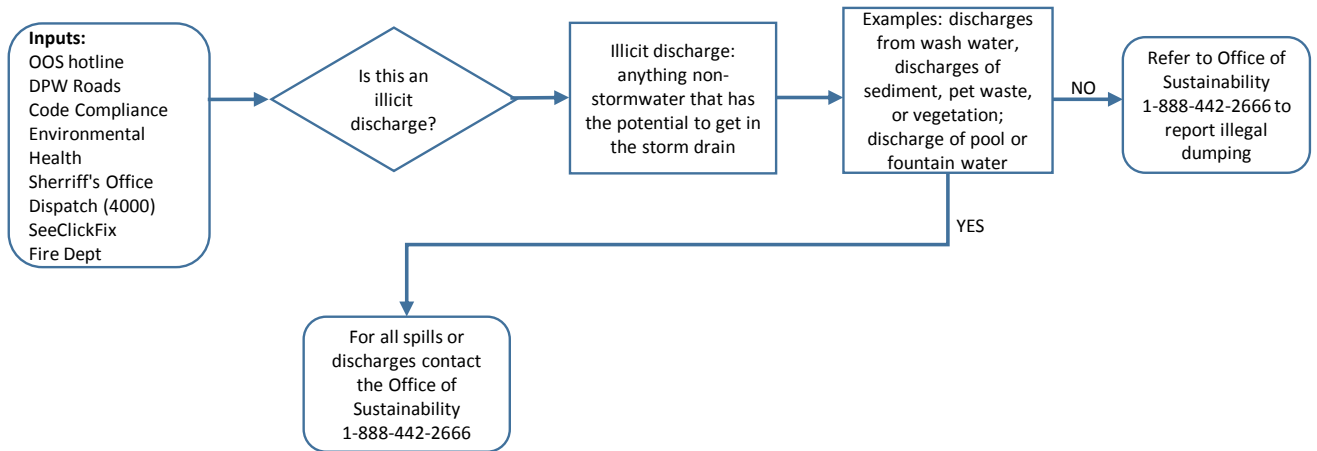 Inputs:
OOS hotline
DPW Roads
Code Compliance
Environmental
Health
Sherriff's Office
Dispatch (4000)
SeeClickFix
Fire Dept
Is this an
illicit
discharge?
Illicit discharge:
anything non-
stormwater that has
the potential to get in
the storm drain
Examples: discharges
from wash water,
discharges of
sediment, pet waste,
or vegetation;
discharge of pool or
fountain water
NO
Refer to Office of
Sustainability
1-888-442-2666 to
report illegal
dumping
YES
For all spills or
discharges contact
the Office of
Sustainability
1-888-442-2666